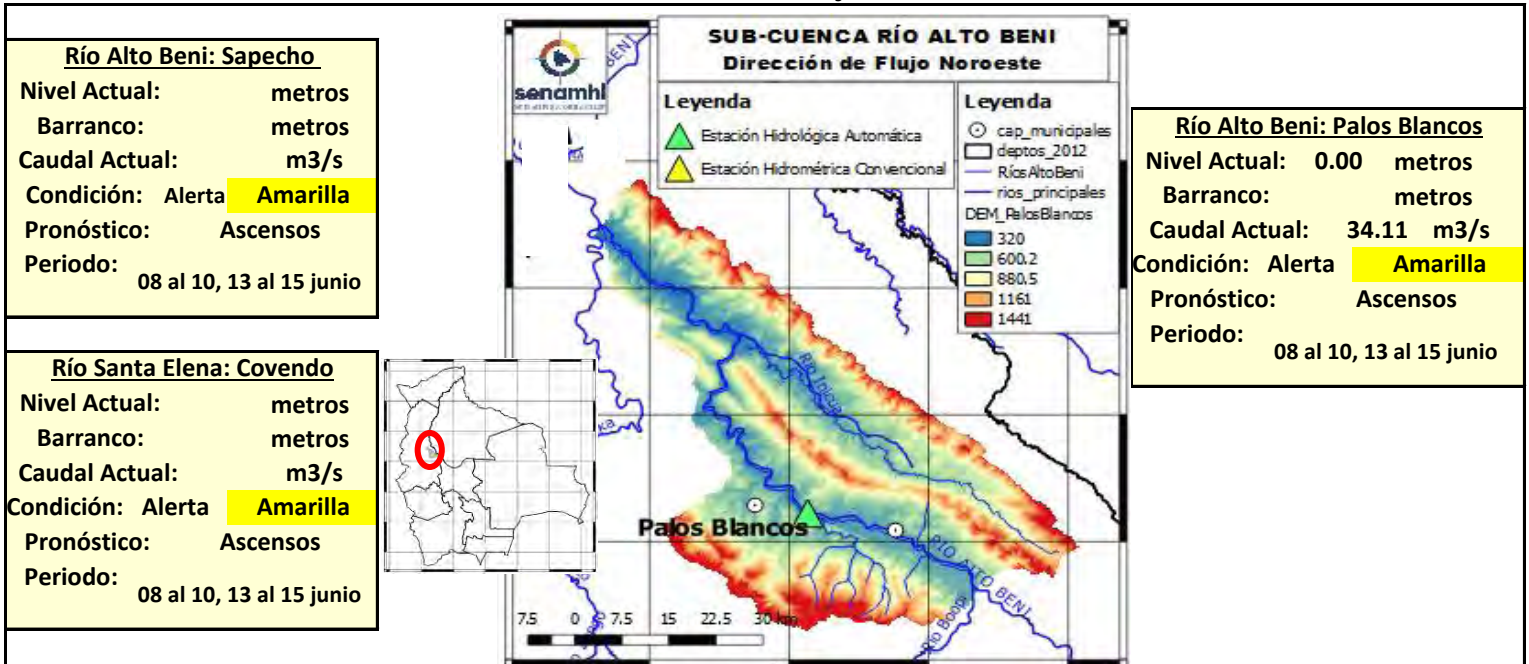 Río Alto Beni: Sapecho
Nivel Actual: metros
Barranco: metros
Caudal Actual: m3/s
Condición: Alerta Amarilla
Pronóstico: Ascensos
Periodo:
08 al 10, 13 al 15 junio
Río Santa Elena: Covendo
Nivel Actual: metros
Barranco: metros
Caudal Actual: m3/s
Condición: Alerta Amarilla
Pronóstico: Ascensos
Periodo:
08 al 10, 13 al 15 junio
senamhi
BENI
SUB-CUENCA RÍO ALTO BENI
Dirección de Flujo Noroeste
Leyenda
Estación Hidrológica Automática
Estación Hidrométrica Convencional
Leyenda
cap_municipales
deptos_2012
RíosAltoBeni
rios_principales
DEM_PalosBlancos
320
600.2
880.5
1161
1441
Río Inicua
Palos Blancos
RÍO ALTO BENI
Río Boopi
7.5 0 7.5 15 22.5 30 km
Río Alto Beni: Palos Blancos
Nivel Actual: 0.00 metros
Barranco: metros
Caudal Actual: 34.11 m3/s
Condición: Alerta Amarilla
Pronóstico: Ascensos
Periodo:
08 al 10, 13 al 15 junio